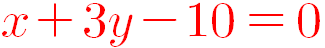 x + 3y − 10 = 0